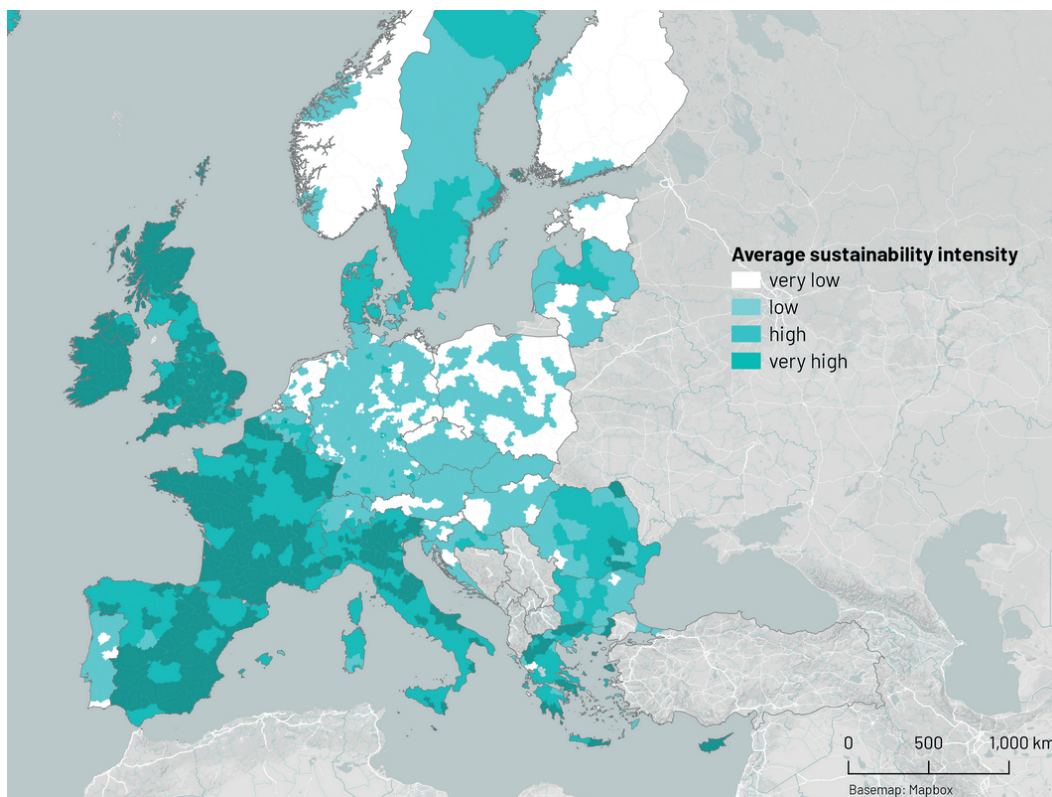 Average sustainability intensity
very low
low
high
very high
0 500 1,000 km
Basemap: Mapbox